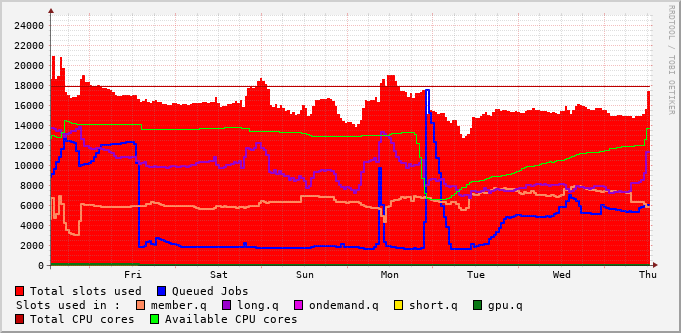 24000
22000
20000
18000
16000
14000
12000
10000
8000
6000
4000
2000
0
Fri Sat Sun Mon Tue Wed Thu
Total slots used Queued Jobs
Slots used in : member.q long.q ondemand.q short.q gpu.q
Total CPU cores Available CPU cores
RRDTOOL / TOBI OETIKER